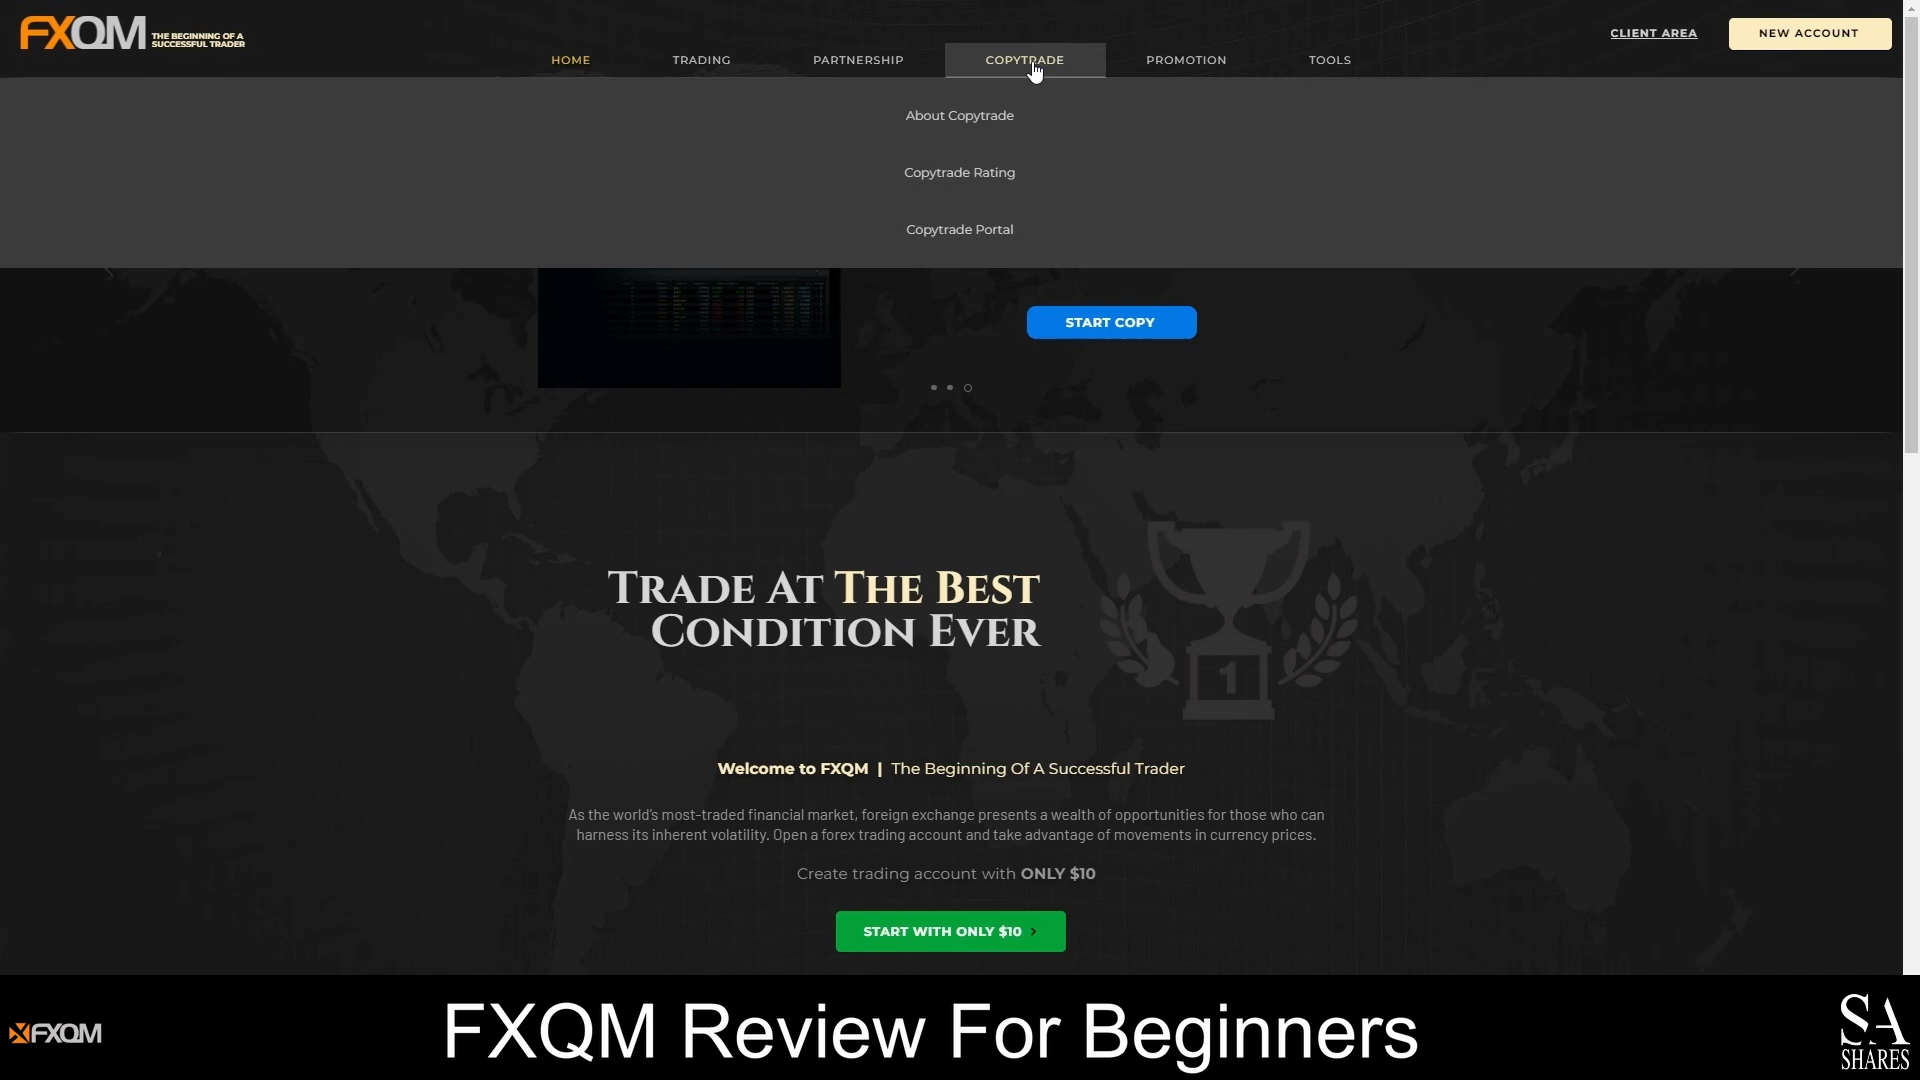 FXQM THE BEGINNING OF A
SUCCESSFUL TRADER
CLIENT AREA
NEW ACCOUNT
HOME TRADING PARTNERSHIP COPYTRADE PROMOTION TOOLS
About Copytrade
Copytrade Rating
Copytrade Portal
START COPY
TRADE AT THE BEST
CONDITION EVER
1
Welcome to FXQM | The Beginning Of A Successful Trader
As the world's most-traded financial market, foreign exchange presents a wealth of opportunities for those who can
harness its inherent volatility. Open a forex trading account and take advantage of movements in currency prices.
Create trading account with ONLY $10
START WITH ONLY $10 >
FXQM
FXQM Review For Beginners
SA
SHARES